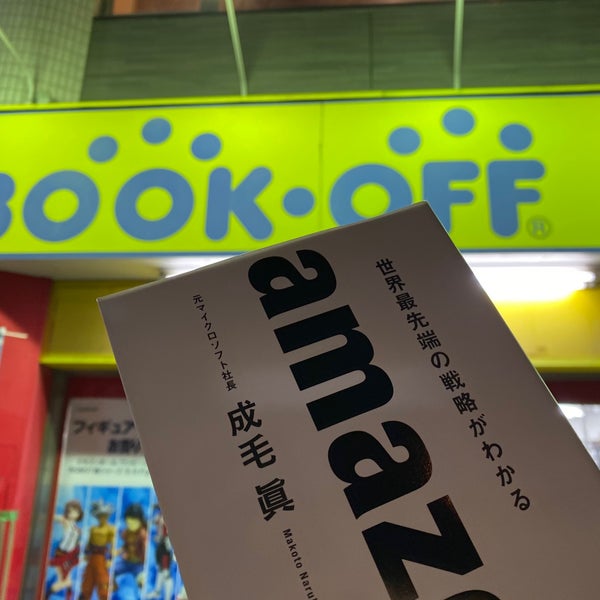 BOOK·OFF®
世界最先端の戦略がわかる
amaz
元マイクロソフト社長
成毛 眞
Makoto Naru
フィギュア